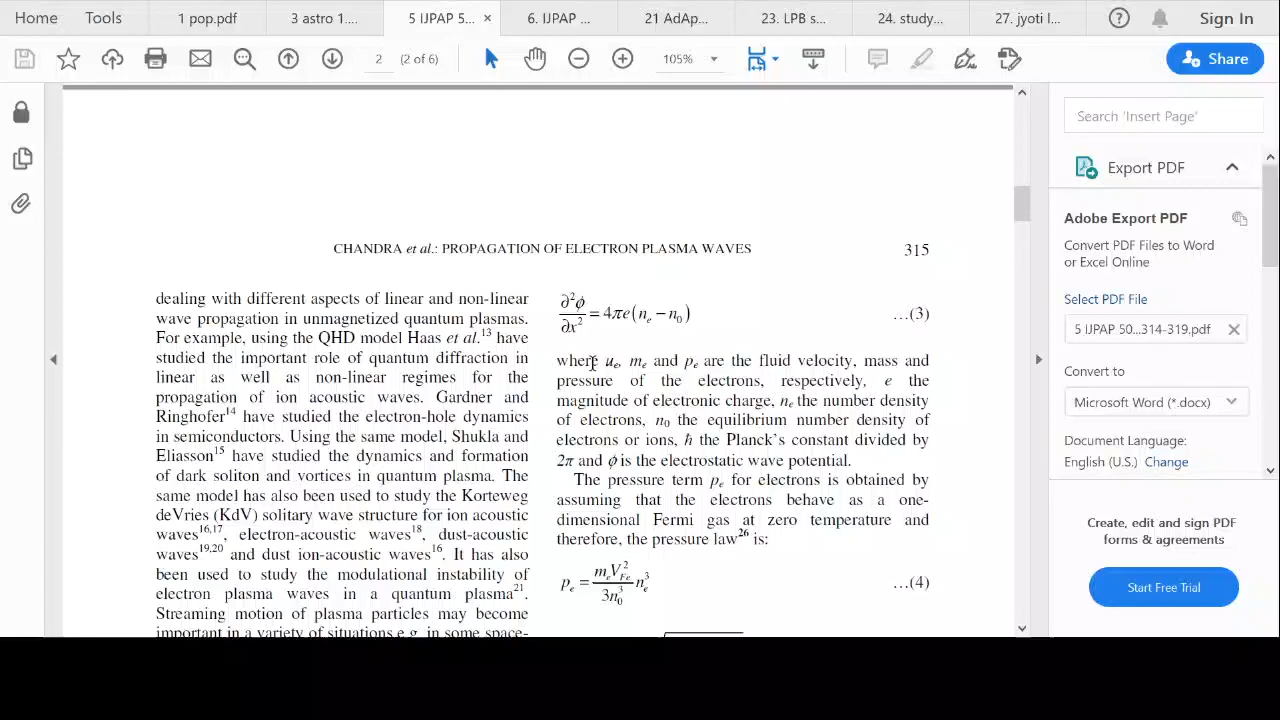 Home Tools 1 pop.pdf 3 astro 1.... 5 IJPAP 5... × 6. IJPAP ... 21 AdAp... 23. LPB s... 24. study... 27. jyoti I... Sign In
2 (2 of 6) 105% Share
CHANDRA et al.: PROPAGATION OF ELECTRON PLASMA WAVES 315
dealing with different aspects of linear and non-linear
wave propagation in unmagnetized quantum plasmas.
For example, using the QHD model Haas et al.¹³ have
studied the important role of quantum diffraction in
linear as well as non-linear regimes for the
propagation of ion acoustic waves. Gardner and
Ringhofer¹⁴ have studied the electron-hole dynamics
in semiconductors. Using the same model, Shukla and
Eliasson¹⁵ have studied the dynamics and formation
of dark soliton and vortices in quantum plasma. The
same model has also been used to study the Korteweg
deVries (KdV) solitary wave structure for ion acoustic
waves¹⁶,¹⁷, electron-acoustic waves¹⁸, dust-acoustic
waves¹⁹,²⁰ and dust ion-acoustic waves¹⁶. It has also
been used to study the modulational instability of
electron plasma waves in a quantum plasma²¹.
Streaming motion of plasma particles may become
important in a variety of situations e.g. in some space-
∂²ϕ/∂x² = 4πe(nₑ − n₀) ...(3)
where uₑ, mₑ and pₑ are the fluid velocity, mass and
pressure of the electrons, respectively, e the
magnitude of electronic charge, nₑ the number density
of electrons, n₀ the equilibrium number density of
electrons or ions, ℏ the Planck's constant divided by
2π and ϕ is the electrostatic wave potential.
The pressure term pₑ for electrons is obtained by
assuming that the electrons behave as a one-
dimensional Fermi gas at zero temperature and
therefore, the pressure law²⁶ is:
pₑ = (mₑV_Fe²/3n₀³) nₑ³ ...(4)
Search 'Insert Page'
Export PDF
Adobe Export PDF
Convert PDF Files to Word
or Excel Online
Select PDF File
5 IJPAP 50...314-319.pdf
Convert to
Microsoft Word (*.docx)
Document Language:
English (U.S.) Change
Create, edit and sign PDF
forms & agreements
Start Free Trial